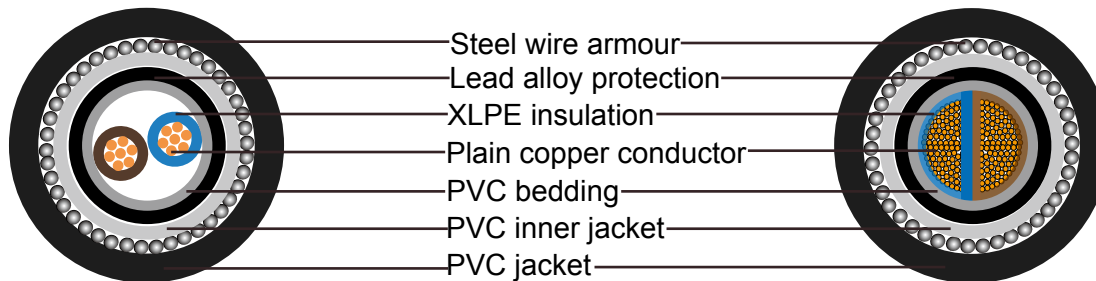 Steel wire armour
Lead alloy protection
XLPE insulation
Plain copper conductor
PVC bedding
PVC inner jacket
PVC jacket